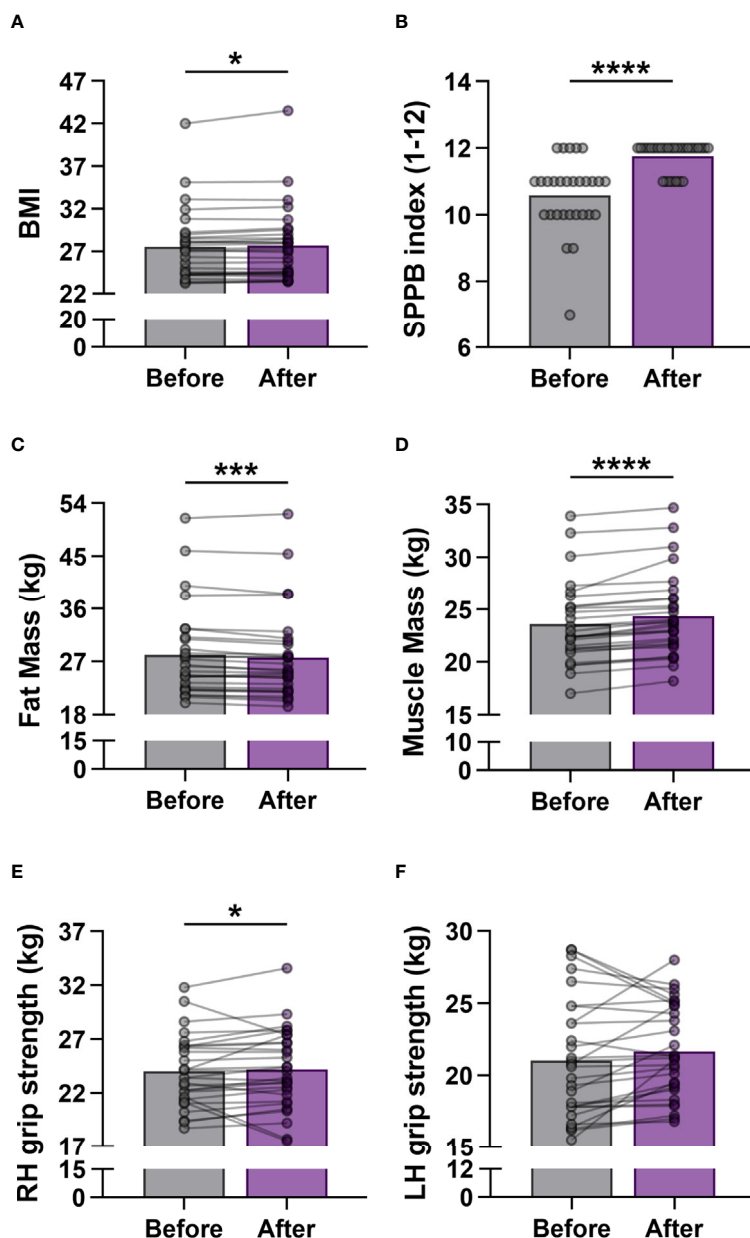 A
*
BMI
47
42
37
32
27
22
20
0
Before After
B
****
SPPB index (1-12)
14
12
10
8
6
Before After
C
***
Fat Mass (kg)
54
45
36
27
18
15
0
Before After
D
****
Muscle Mass (kg)
35
30
25
20
15
10
0
Before After
E
*
RH grip strength (kg)
37
32
27
22
17
15
0
Before After
F
LH grip strength (kg)
30
25
20
15
12
0
Before After